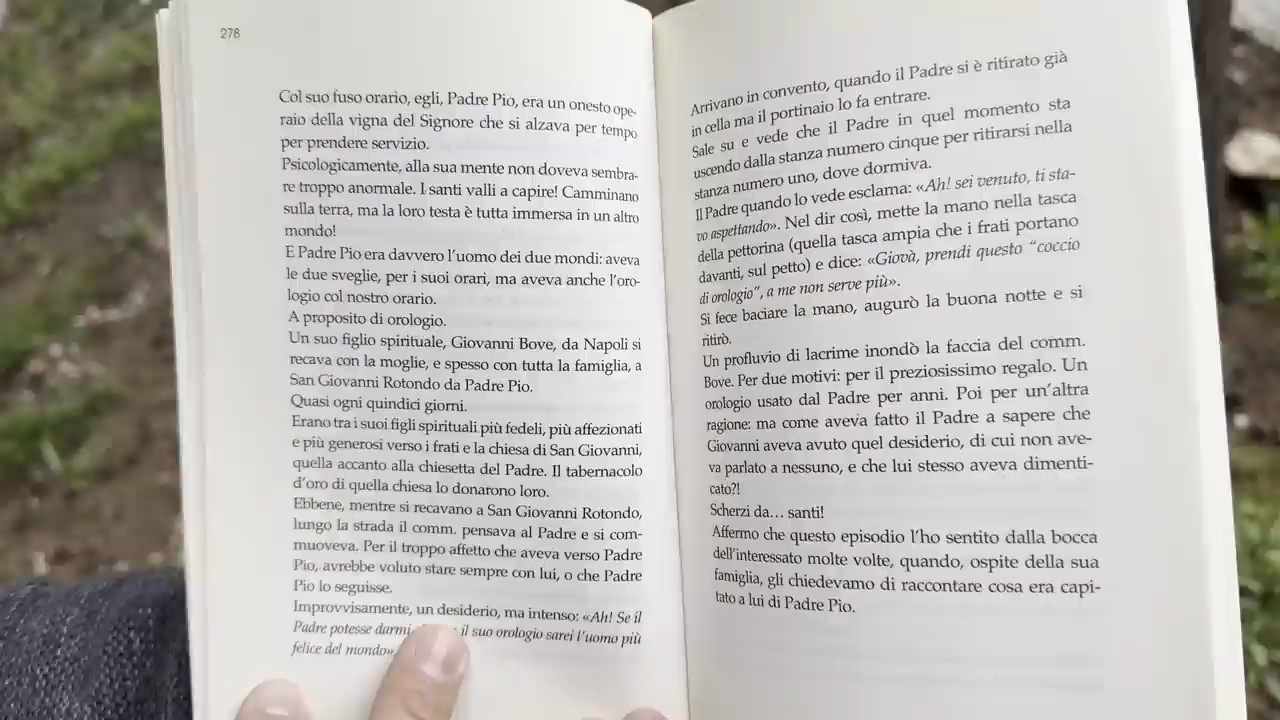 278
Col suo fuso orario, egli, Padre Pio, era un onesto ope-
raio della vigna del Signore che si alzava per tempo
per prendere servizio.
Psicologicamente, alla sua mente non doveva sembra-
re troppo anormale. I santi valli a capire! Camminano
sulla terra, ma la loro testa è tutta immersa in un altro
mondo!
E Padre Pio era davvero l'uomo dei due mondi: aveva
le due sveglie, per i suoi orari, ma aveva anche l'oro-
logio col nostro orario.
A proposito di orologio.
Un suo figlio spirituale, Giovanni Bove, da Napoli si
recava con la moglie, e spesso con tutta la famiglia, a
San Giovanni Rotondo da Padre Pio.
Quasi ogni quindici giorni.
Erano tra i suoi figli spirituali più fedeli, più affezionati
e più generosi verso i frati e la chiesa di San Giovanni,
quella accanto alla chiesetta del Padre. Il tabernacolo
d'oro di quella chiesa lo donarono loro.
Ebbene, mentre si recavano a San Giovanni Rotondo,
lungo la strada il comm. pensava al Padre e si com-
muoveva. Per il troppo affetto che aveva verso Padre
Pio, avrebbe voluto stare sempre con lui, o che Padre
Pio lo seguisse.
Improvvisamente, un desiderio, ma intenso: «Ah! Se il
Padre potesse darmi il suo orologio sarei l'uomo più
felice del mondo»
Arrivano in convento, quando il Padre si è ritirato già
in cella ma il portinaio lo fa entrare.
Sale su e vede che il Padre in quel momento sta
uscendo dalla stanza numero cinque per ritirarsi nella
stanza numero uno, dove dormiva.
Il Padre quando lo vede esclama: «Ah! sei venuto, ti sta-
vo aspettando». Nel dir così, mette la mano nella tasca
della pettorina (quella tasca ampia che i frati portano
davanti, sul petto) e dice: «Giovà, prendi questo "coccio
di orologio", a me non serve più».
Si fece baciare la mano, augurò la buona notte e si
ritirò.
Un profluvio di lacrime inondò la faccia del comm.
Bove. Per due motivi: per il preziosissimo regalo. Un
orologio usato dal Padre per anni. Poi per un'altra
ragione: ma come aveva fatto il Padre a sapere che
Giovanni aveva avuto quel desiderio, di cui non ave-
va parlato a nessuno, e che lui stesso aveva dimenti-
cato?!
Scherzi da... santi!
Affermo che questo episodio l'ho sentito dalla bocca
dell'interessato molte volte, quando, ospite della sua
famiglia, gli chiedevamo di raccontare cosa era capi-
tato a lui di Padre Pio.